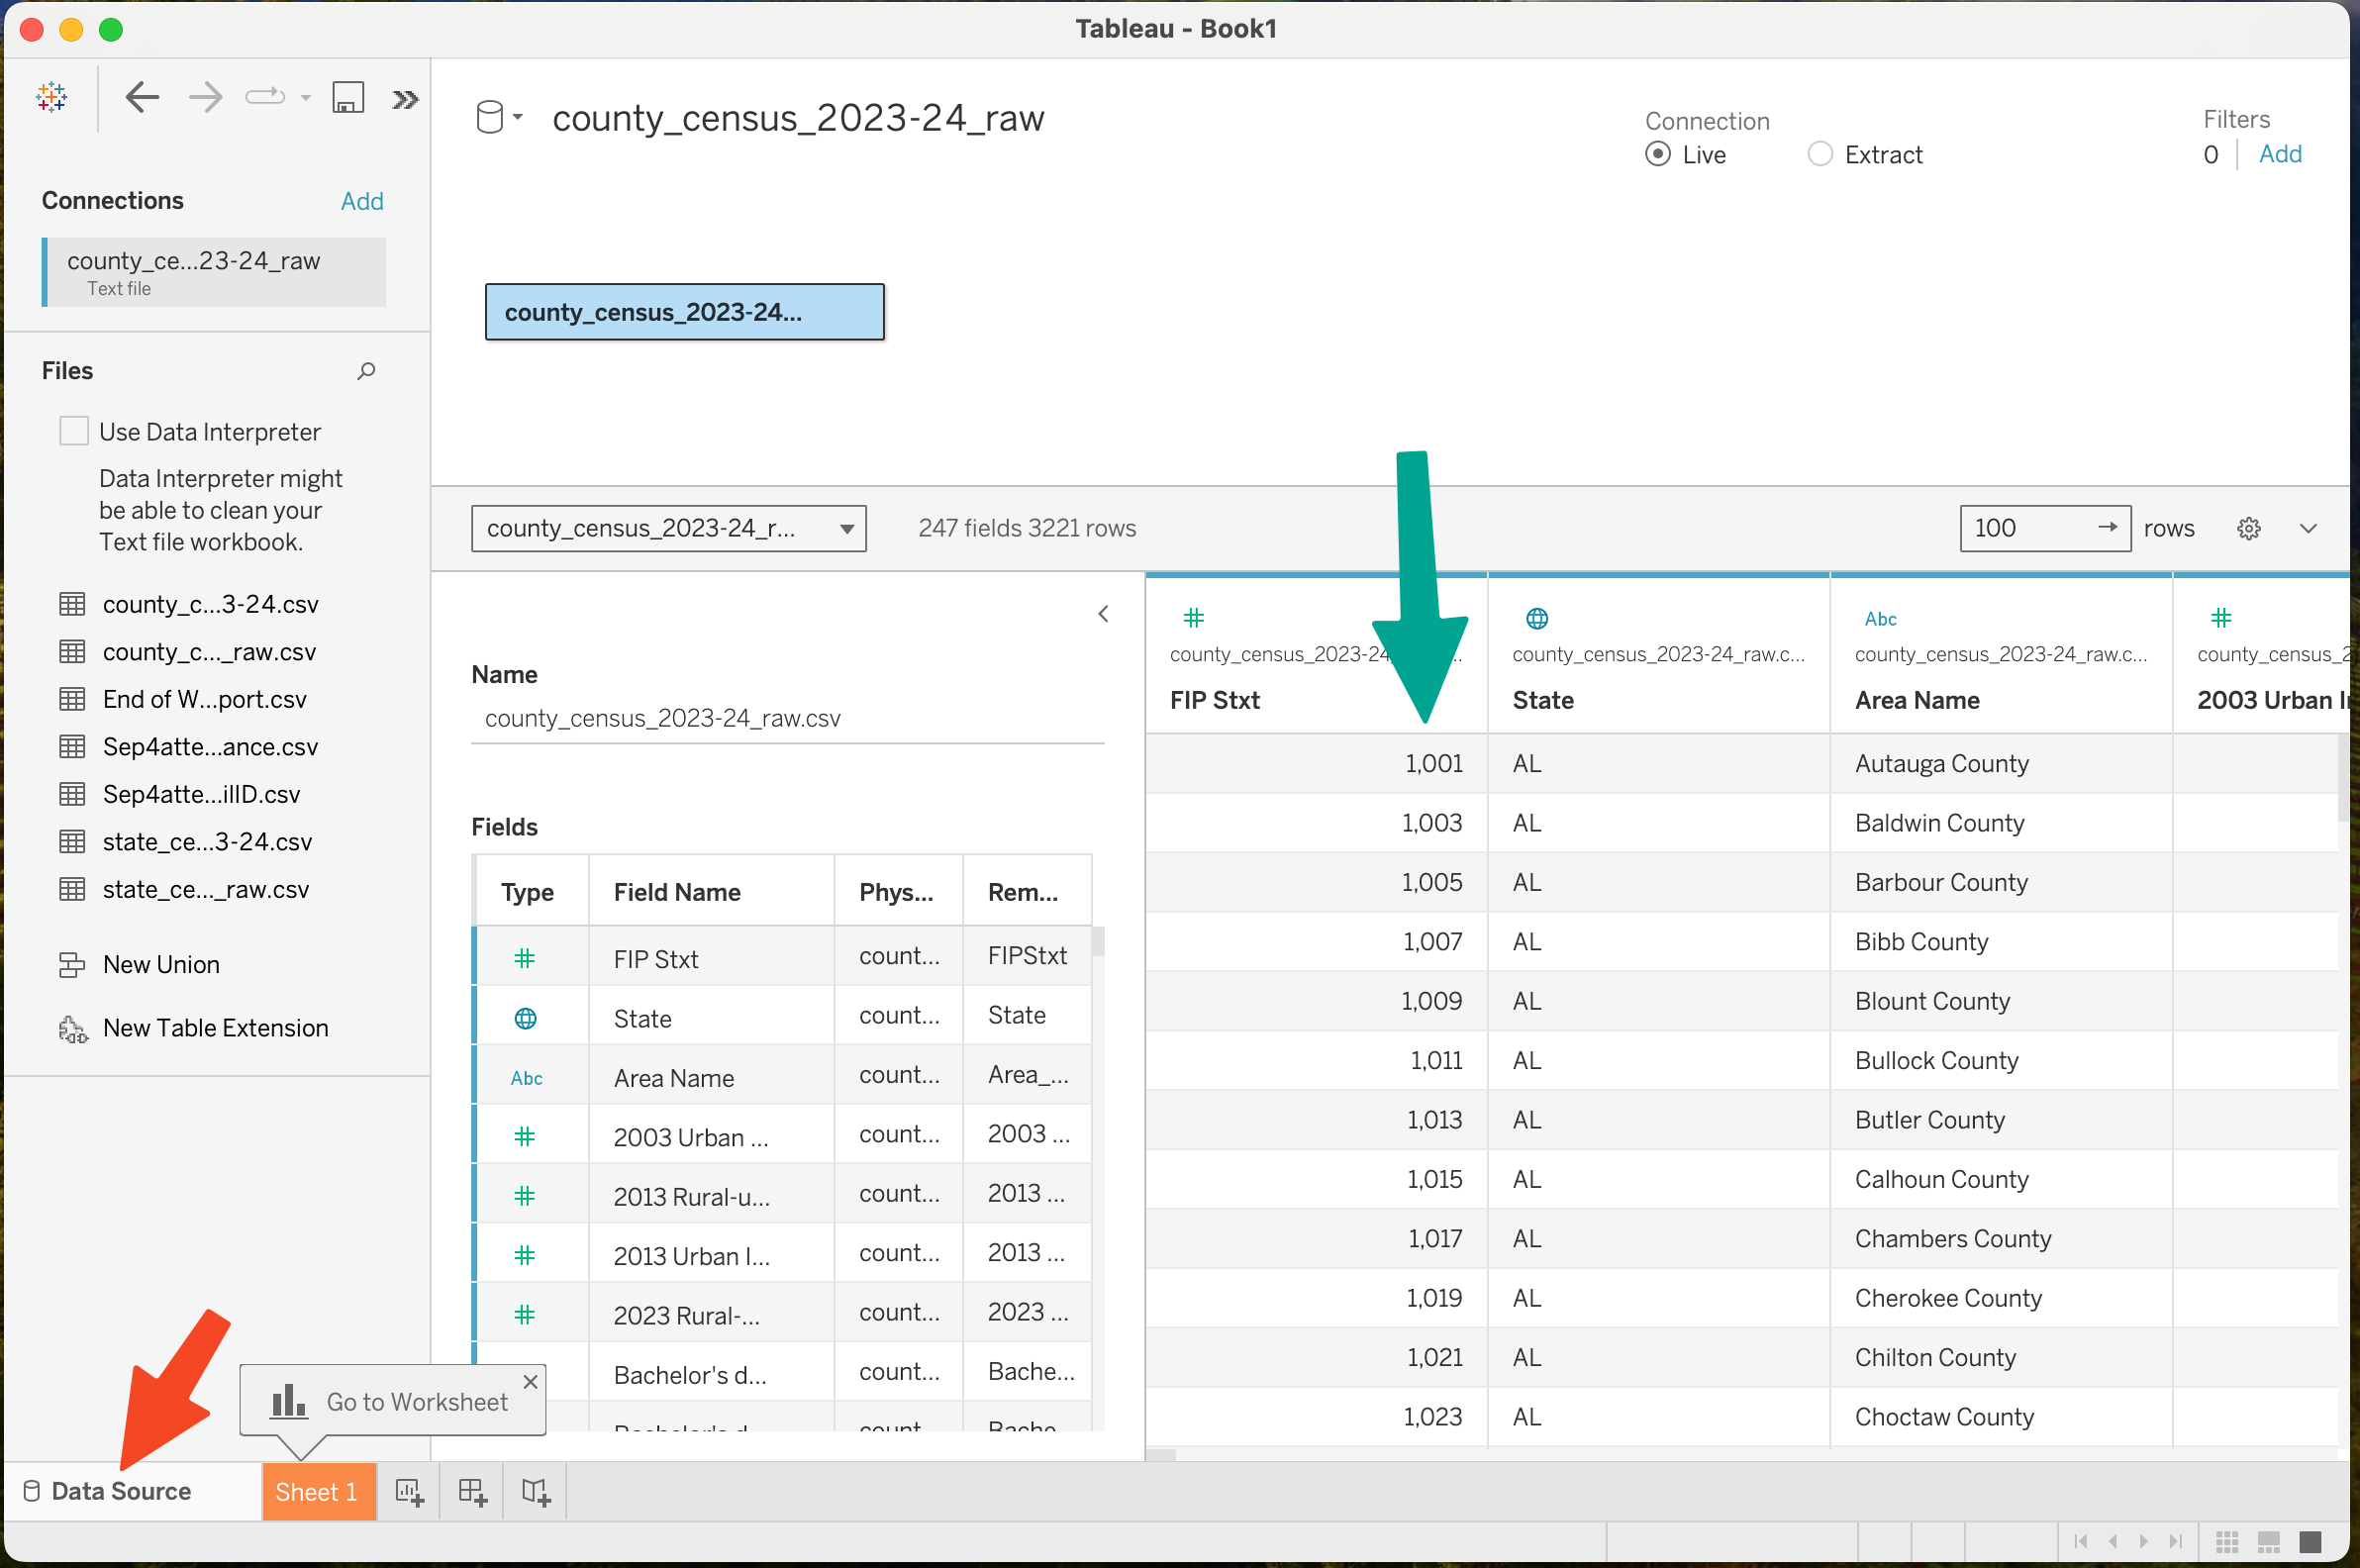 Tableau - Book1
Connections
Add
county_ce...23-24_raw
Text file
Files
Use Data Interpreter
Data Interpreter might
be able to clean your
Text file workbook.
county_c...3-24.csv
county_c..._raw.csv
End of W...port.csv
Sep4atte...ance.csv
Sep4atte...ilID.csv
state_ce...3-24.csv
state_ce..._raw.csv
New Union
New Table Extension
county_census_2023-24_raw
Connection
Live
Extract
Filters
0
Add
county_census_2023-24...
county_census_2023-24_r...
247 fields 3221 rows
100
rows
Name
county_census_2023-24_raw.csv
Fields
Type Field Name Phys... Rem...
FIP Stxt count... FIPStxt
State count... State
Abc Area Name count... Area_...
2003 Urban ... count... 2003 ...
2013 Rural-u... count... 2013 ...
2013 Urban I... count... 2013 ...
2023 Rural-... count... 2023 ...
Bachelor's d... count... Bache...
Abc
county_census_2023-24 county_census_2023-24_raw.c... county_census_2023-24_raw.c... county_census_2
FIP Stxt State Area Name 2003 Urban
1,001 AL Autauga County
1,003 AL Baldwin County
1,005 AL Barbour County
1,007 AL Bibb County
1,009 AL Blount County
1,011 AL Bullock County
1,013 AL Butler County
1,015 AL Calhoun County
1,017 AL Chambers County
1,019 AL Cherokee County
1,021 AL Chilton County
1,023 AL Choctaw County
Go to Worksheet
Data Source
Sheet 1